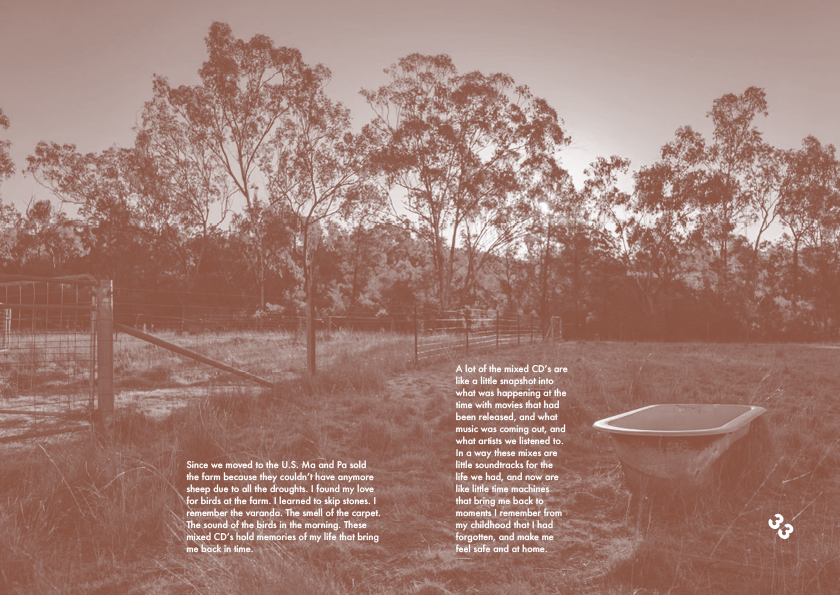 Since we moved to the U.S. Ma and Pa sold
the farm because they couldn't have anymore
sheep due to all the droughts. I found my love
for birds at the farm. I learned to skip stones. I
remember the varanda. The smell of the carpet.
The sound of the birds in the morning. These
mixed CD's hold memories of my life that bring
me back in time.
A lot of the mixed CD's are
like a little snapshot into
what was happening at the
time with movies that had
been released, and what
music was coming out, and
what artists we listened to.
In a way these mixes are
little soundtracks for the
life we had, and now are
like little time machines
that bring me back to
moments I remember from
my childhood that I had
forgotten, and make me
feel safe and at home.
33